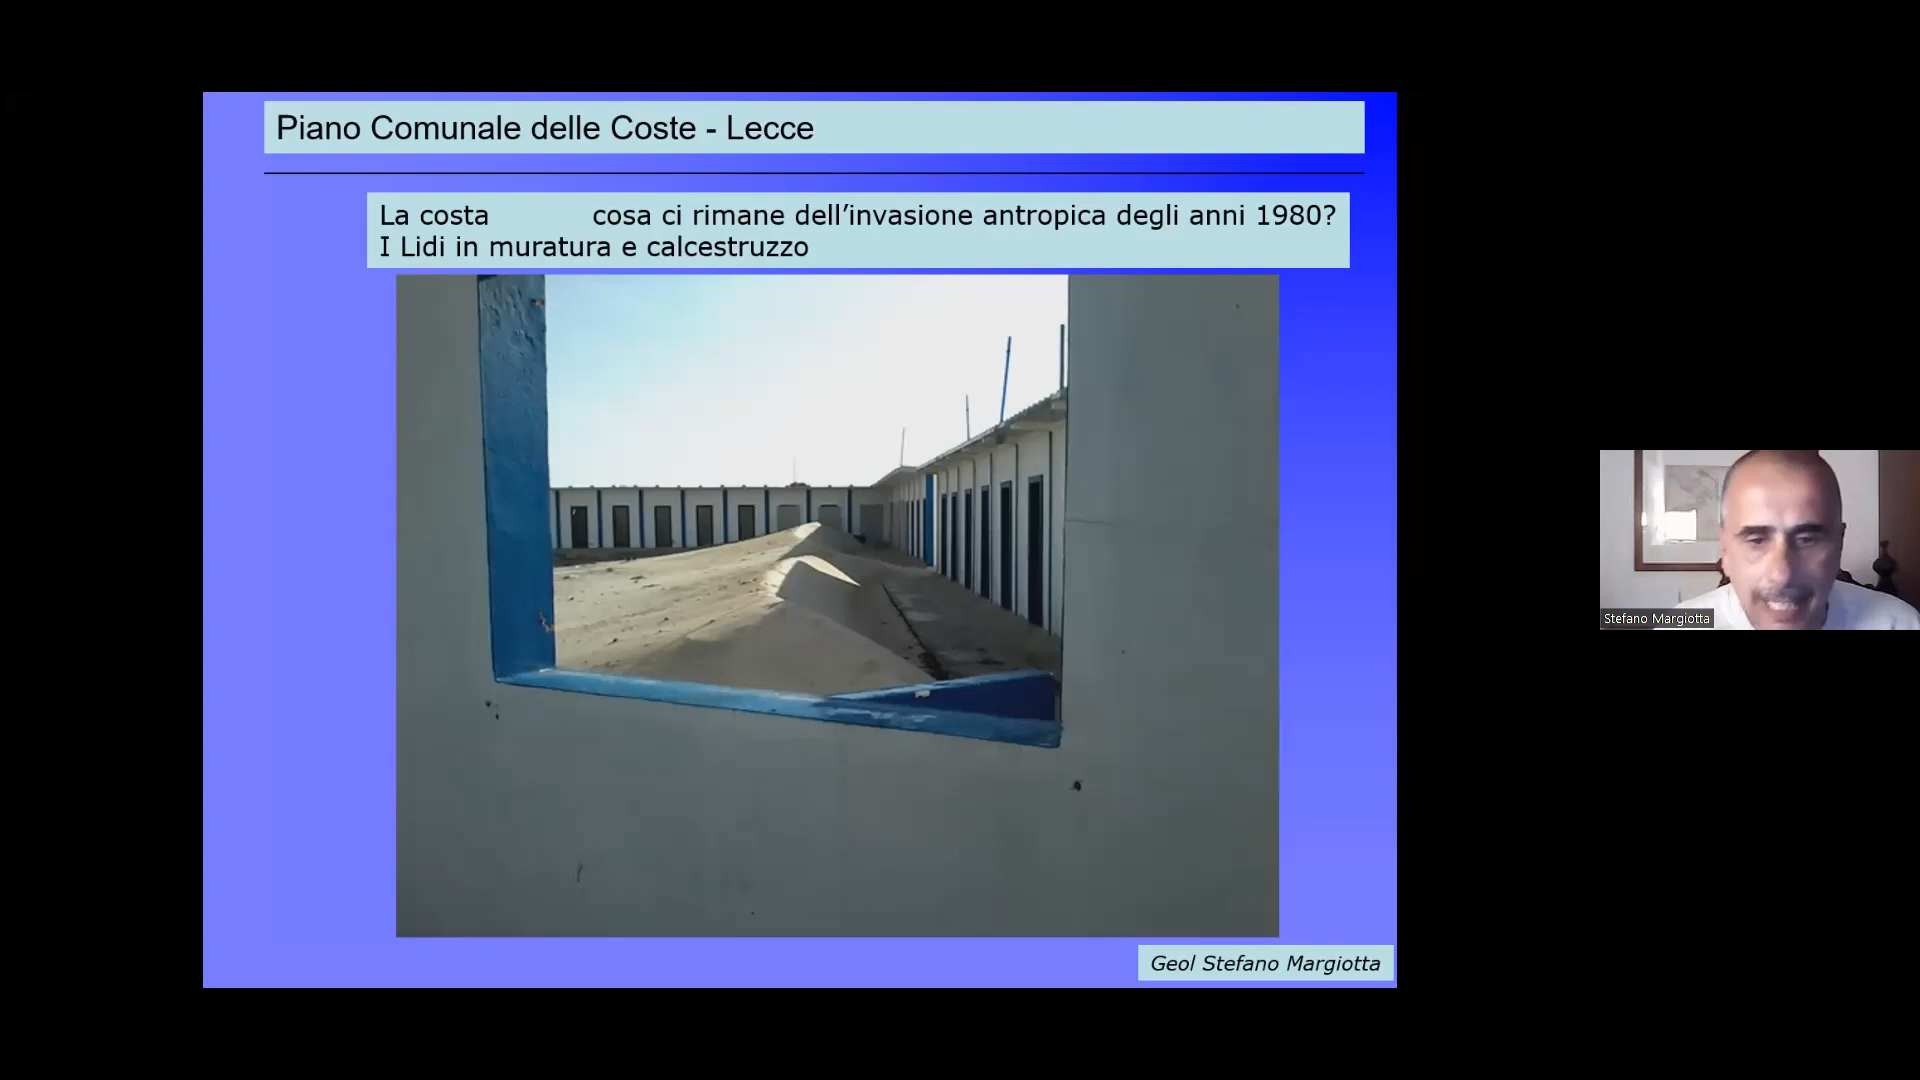 Piano Comunale delle Coste - Lecce
La costa cosa ci rimane dell’invasione antropica degli anni 1980?
I Lidi in muratura e calcestruzzo
Stefano Margiotta
Geol Stefano Margiotta